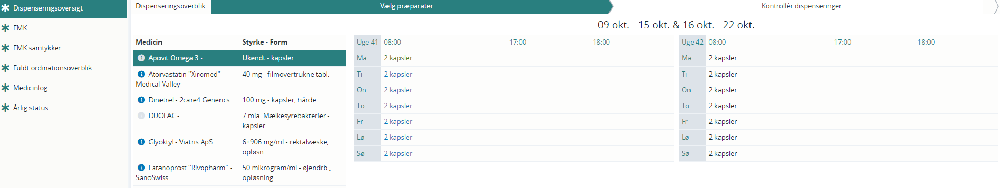 Dispenseringsoversigt
FMK
FMK samtykker
Fuldt ordinationsoverblik
Medicinlog
Årlig status
Dispenseringsoverblik Vælg præparater Kontrollér dispenseringer
09 okt. - 15 okt. & 16 okt. - 22 okt.
Medicin Styrke - Form
Apovit Omega 3 - Ukendt - kapsler
Atorvastatin "Xiromed" - 40 mg - filmovertrukne tabl.
Medical Valley
Dinetrel - 2care4 Generics 100 mg - kapsler, hårde
DUOLAC - 7 mia. Mælkesyrebakterier -
kapsler
Glyoktyl - Viatris ApS 6+906 mg/ml - rektalvæske,
opløsn.
Latanoprost "Rivopharm" - 50 mikrogram/ml - øjendrb.,
SanoSwiss opløsning
Uge 41 08:00 17:00 18:00
Ma 2 kapsler
Ti 2 kapsler
On 2 kapsler
To 2 kapsler
Fr 2 kapsler
Lø 2 kapsler
Sø 2 kapsler
Uge 42 08:00 17:00 18:00
Ma 2 kapsler
Ti 2 kapsler
On 2 kapsler
To 2 kapsler
Fr 2 kapsler
Lø 2 kapsler
Sø 2 kapsler